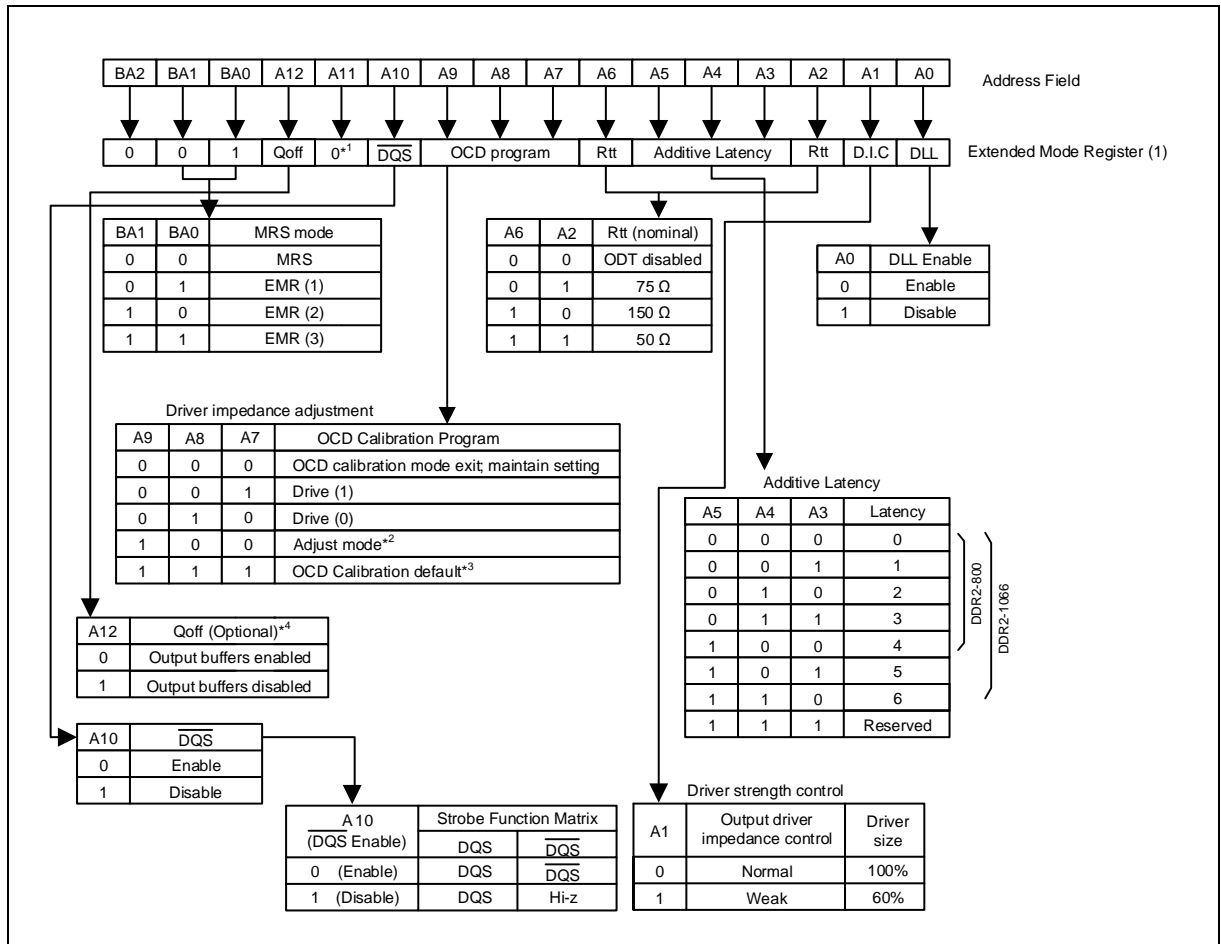 BA2 BA1 BA0 A12 A11 A10 A9 A8 A7 A6 A5 A4 A3 A2 A1 A0
Address Field
0 0 1 Qoff 0*1 DQS OCD program Rtt Additive Latency Rtt D.I.C DLL
Extended Mode Register (1)
BA1 BA0 MRS mode
0 0 MRS
0 1 EMR (1)
1 0 EMR (2)
1 1 EMR (3)
A6 A2 Rtt (nominal)
0 0 ODT disabled
0 1 75 Ω
1 0 150 Ω
1 1 50 Ω
A0 DLL Enable
0 Enable
1 Disable
Driver impedance adjustment
A9 A8 A7 OCD Calibration Program
0 0 0 OCD calibration mode exit; maintain setting
0 0 1 Drive (1)
0 1 0 Drive (0)
1 0 0 Adjust mode*2
1 1 1 OCD Calibration default*3
Additive Latency
A5 A4 A3 Latency
0 0 0 0
0 0 1 1
0 1 0 2
0 1 1 3
1 0 0 4
1 0 1 5
1 1 0 6
1 1 1 Reserved
DDR2-800
DDR2-1066
A12 Qoff (Optional)*4
0 Output buffers enabled
1 Output buffers disabled
A10 DQS
0 Enable
1 Disable
A10
(DQS Enable)
Strobe Function Matrix
DQS DQS
0 (Enable) DQS DQS
1 (Disable) DQS Hi-z
Driver strength control
A1
Output driver
impedance control
Driver
size
0 Normal 100%
1 Weak 60%